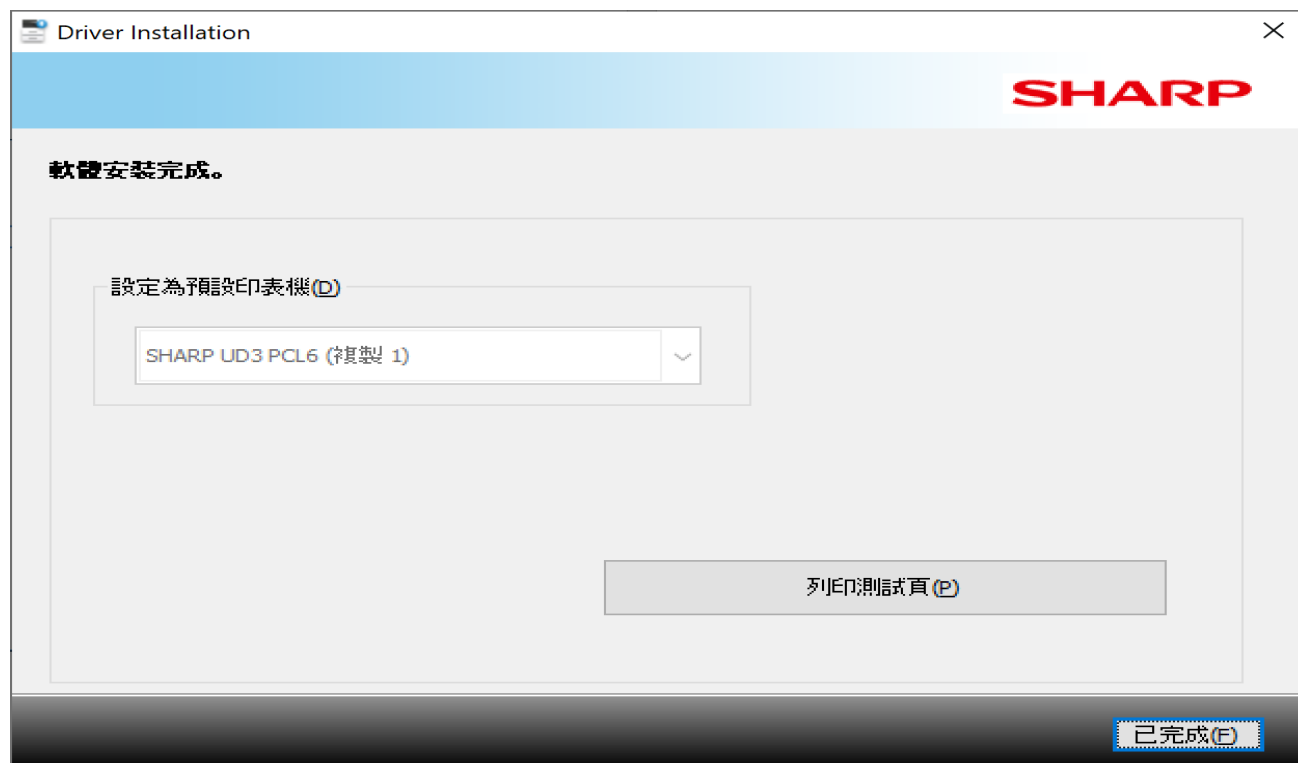 Driver Installation
SHARP
軟體安裝完成。
設定為預設印表機(D)
SHARP UD3 PCL6 (複製 1)
列印測試頁(P)
已完成(F)